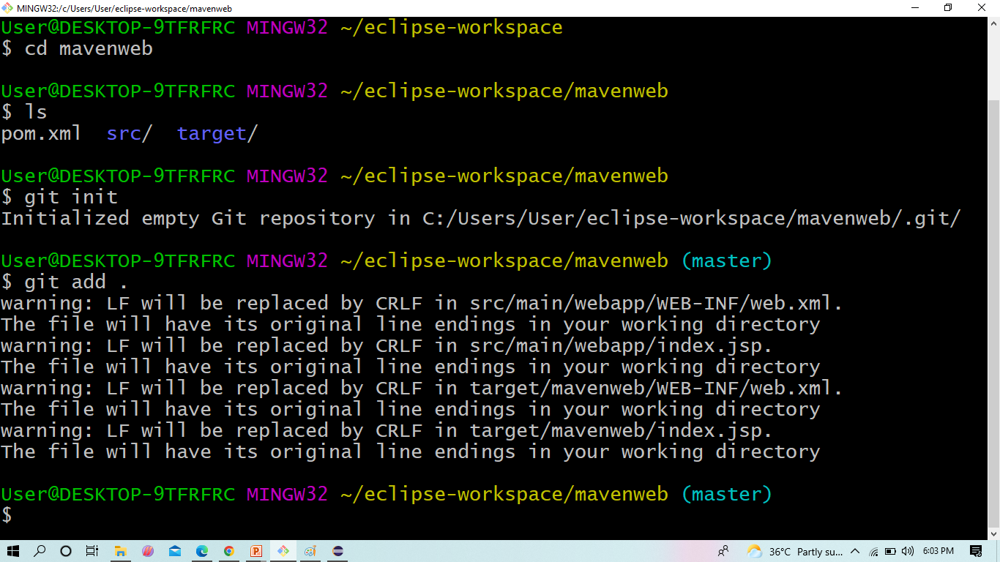 MINGW32:/c/Users/User/eclipse-workspace/mavenweb
User@DESKTOP-9TFRFRC MINGW32 ~/eclipse-workspace
$ cd mavenweb
User@DESKTOP-9TFRFRC MINGW32 ~/eclipse-workspace/mavenweb
$ ls
pom.xml  src/  target/
User@DESKTOP-9TFRFRC MINGW32 ~/eclipse-workspace/mavenweb
$ git init
Initialized empty Git repository in C:/Users/User/eclipse-workspace/mavenweb/.git/
User@DESKTOP-9TFRFRC MINGW32 ~/eclipse-workspace/mavenweb (master)
$ git add .
warning: LF will be replaced by CRLF in src/main/webapp/WEB-INF/web.xml.
The file will have its original line endings in your working directory
warning: LF will be replaced by CRLF in src/main/webapp/index.jsp.
The file will have its original line endings in your working directory
warning: LF will be replaced by CRLF in target/mavenweb/WEB-INF/web.xml.
The file will have its original line endings in your working directory
warning: LF will be replaced by CRLF in target/mavenweb/index.jsp.
The file will have its original line endings in your working directory
User@DESKTOP-9TFRFRC MINGW32 ~/eclipse-workspace/mavenweb (master)
$
36°C Partly su... 6:03 PM